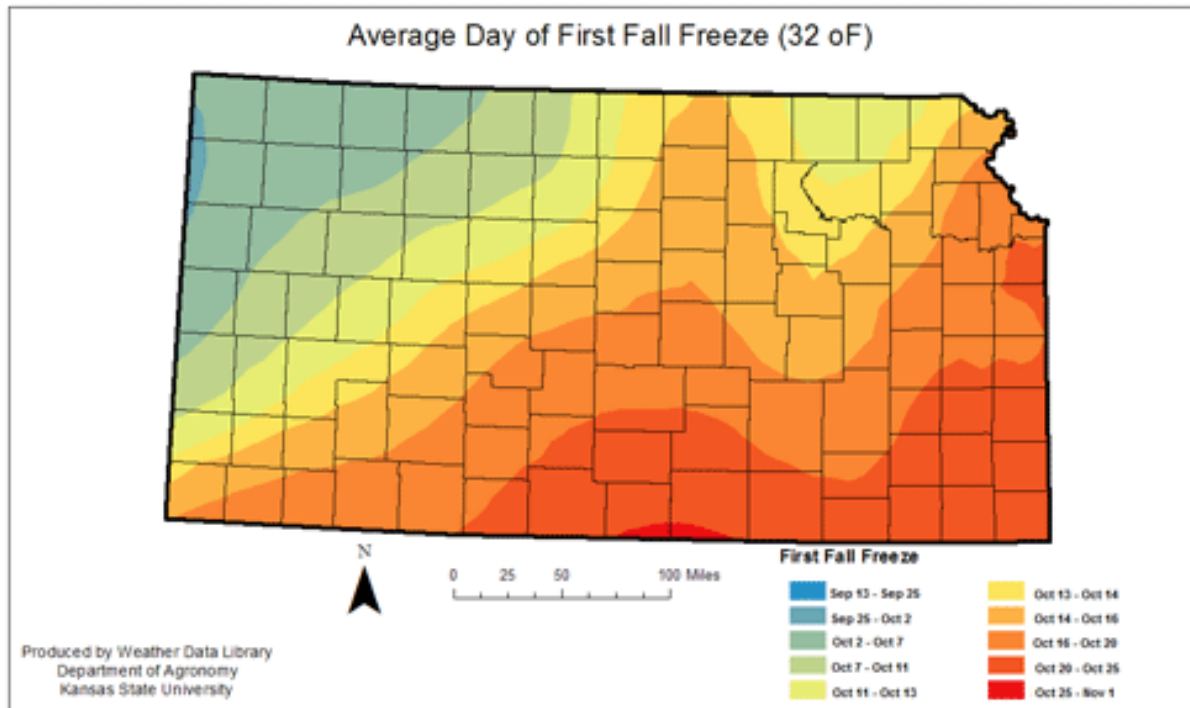 Average Day of First Fall Freeze (32 oF)
N
0 25 50 100 Miles
First Fall Freeze
Sep 13 - Sep 25
Sep 25 - Oct 2
Oct 2 - Oct 7
Oct 7 - Oct 11
Oct 11 - Oct 13
Oct 13 - Oct 14
Oct 14 - Oct 16
Oct 16 - Oct 20
Oct 20 - Oct 25
Oct 25 - Nov 1
Produced by Weather Data Library
Department of Agronomy
Kansas State University